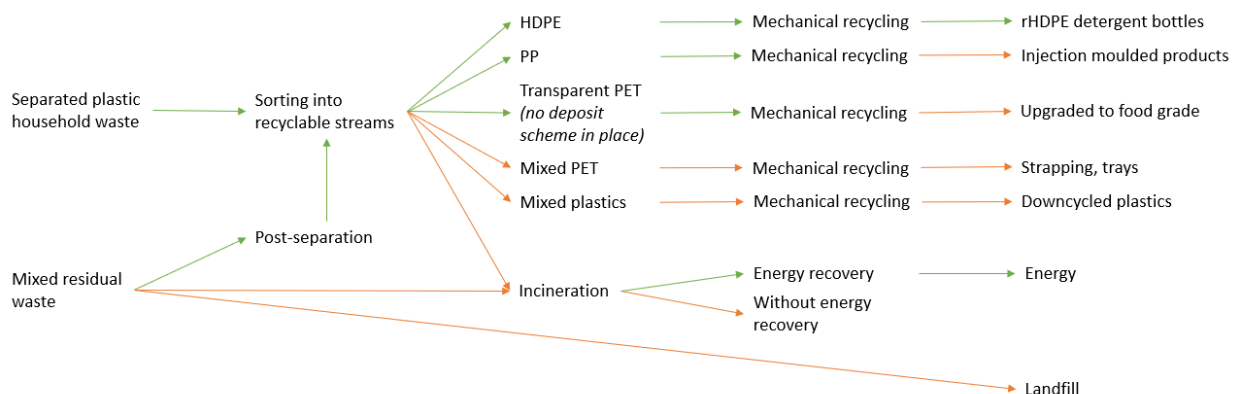 HDPE
Mechanical recycling
rHDPE detergent bottles
PP
Mechanical recycling
Injection moulded products
Separated plastic
household waste
Sorting into
recyclable streams
Transparent PET
(no deposit
scheme in place)
Mechanical recycling
Upgraded to food grade
Mixed PET
Mechanical recycling
Strapping, trays
Mixed plastics
Mechanical recycling
Downcycled plastics
Post-separation
Mixed residual
waste
Incineration
Energy recovery
Energy
Without energy
recovery
Landfill